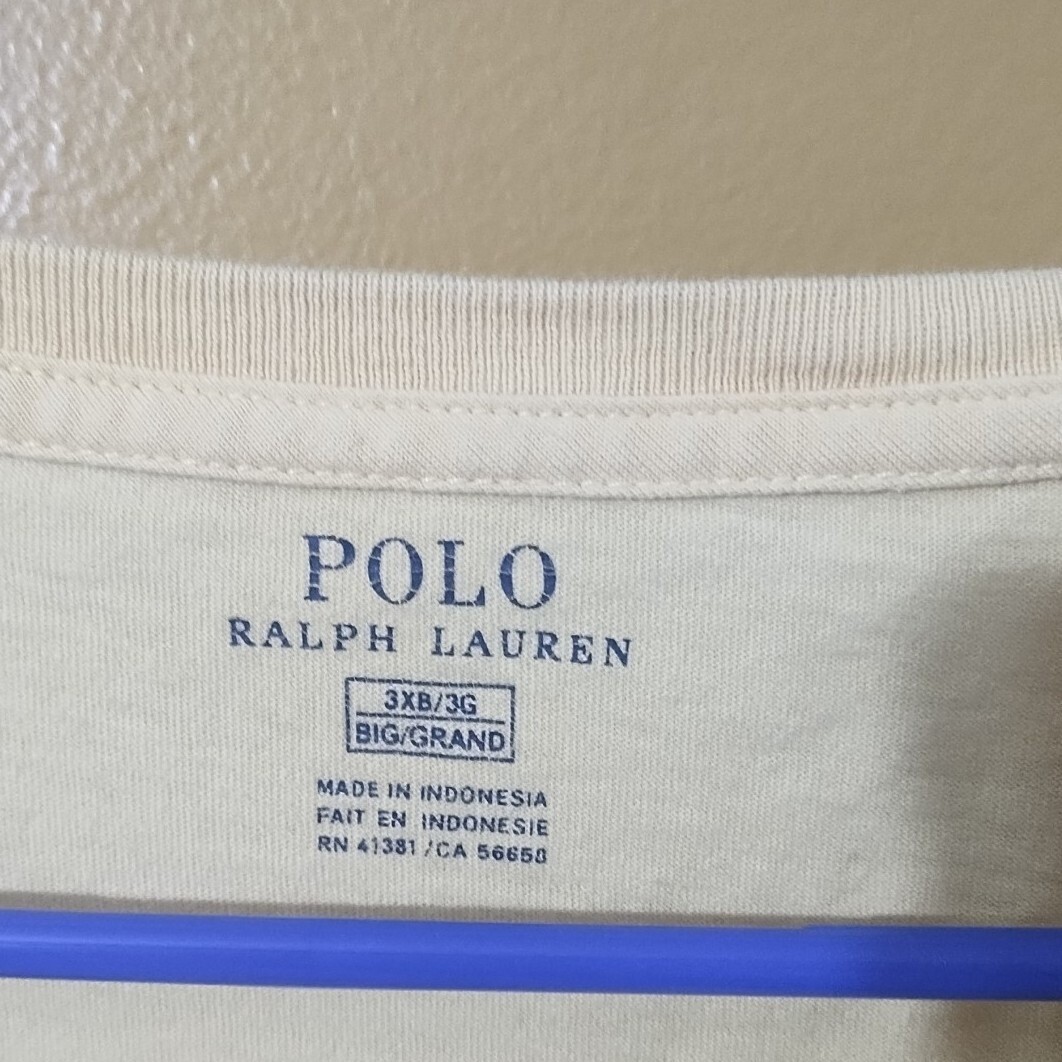 POLO
RALPH LAUREN
3XB/3G
BIG/GRAND
MADE IN INDONESIA
FAIT EN INDONESIE
RN 41381 /CA 56658